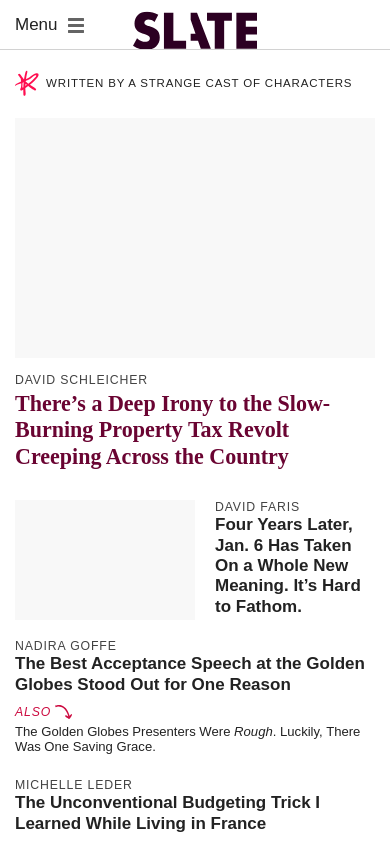 Menu
SLATE
WRITTEN BY A STRANGE CAST OF CHARACTERS
DAVID SCHLEICHER
There’s a Deep Irony to the Slow-
Burning Property Tax Revolt
Creeping Across the Country
DAVID FARIS
Four Years Later,
Jan. 6 Has Taken
On a Whole New
Meaning. It’s Hard
to Fathom.
NADIRA GOFFE
The Best Acceptance Speech at the Golden
Globes Stood Out for One Reason
ALSO
The Golden Globes Presenters Were Rough. Luckily, There
Was One Saving Grace.
MICHELLE LEDER
The Unconventional Budgeting Trick I
Learned While Living in France